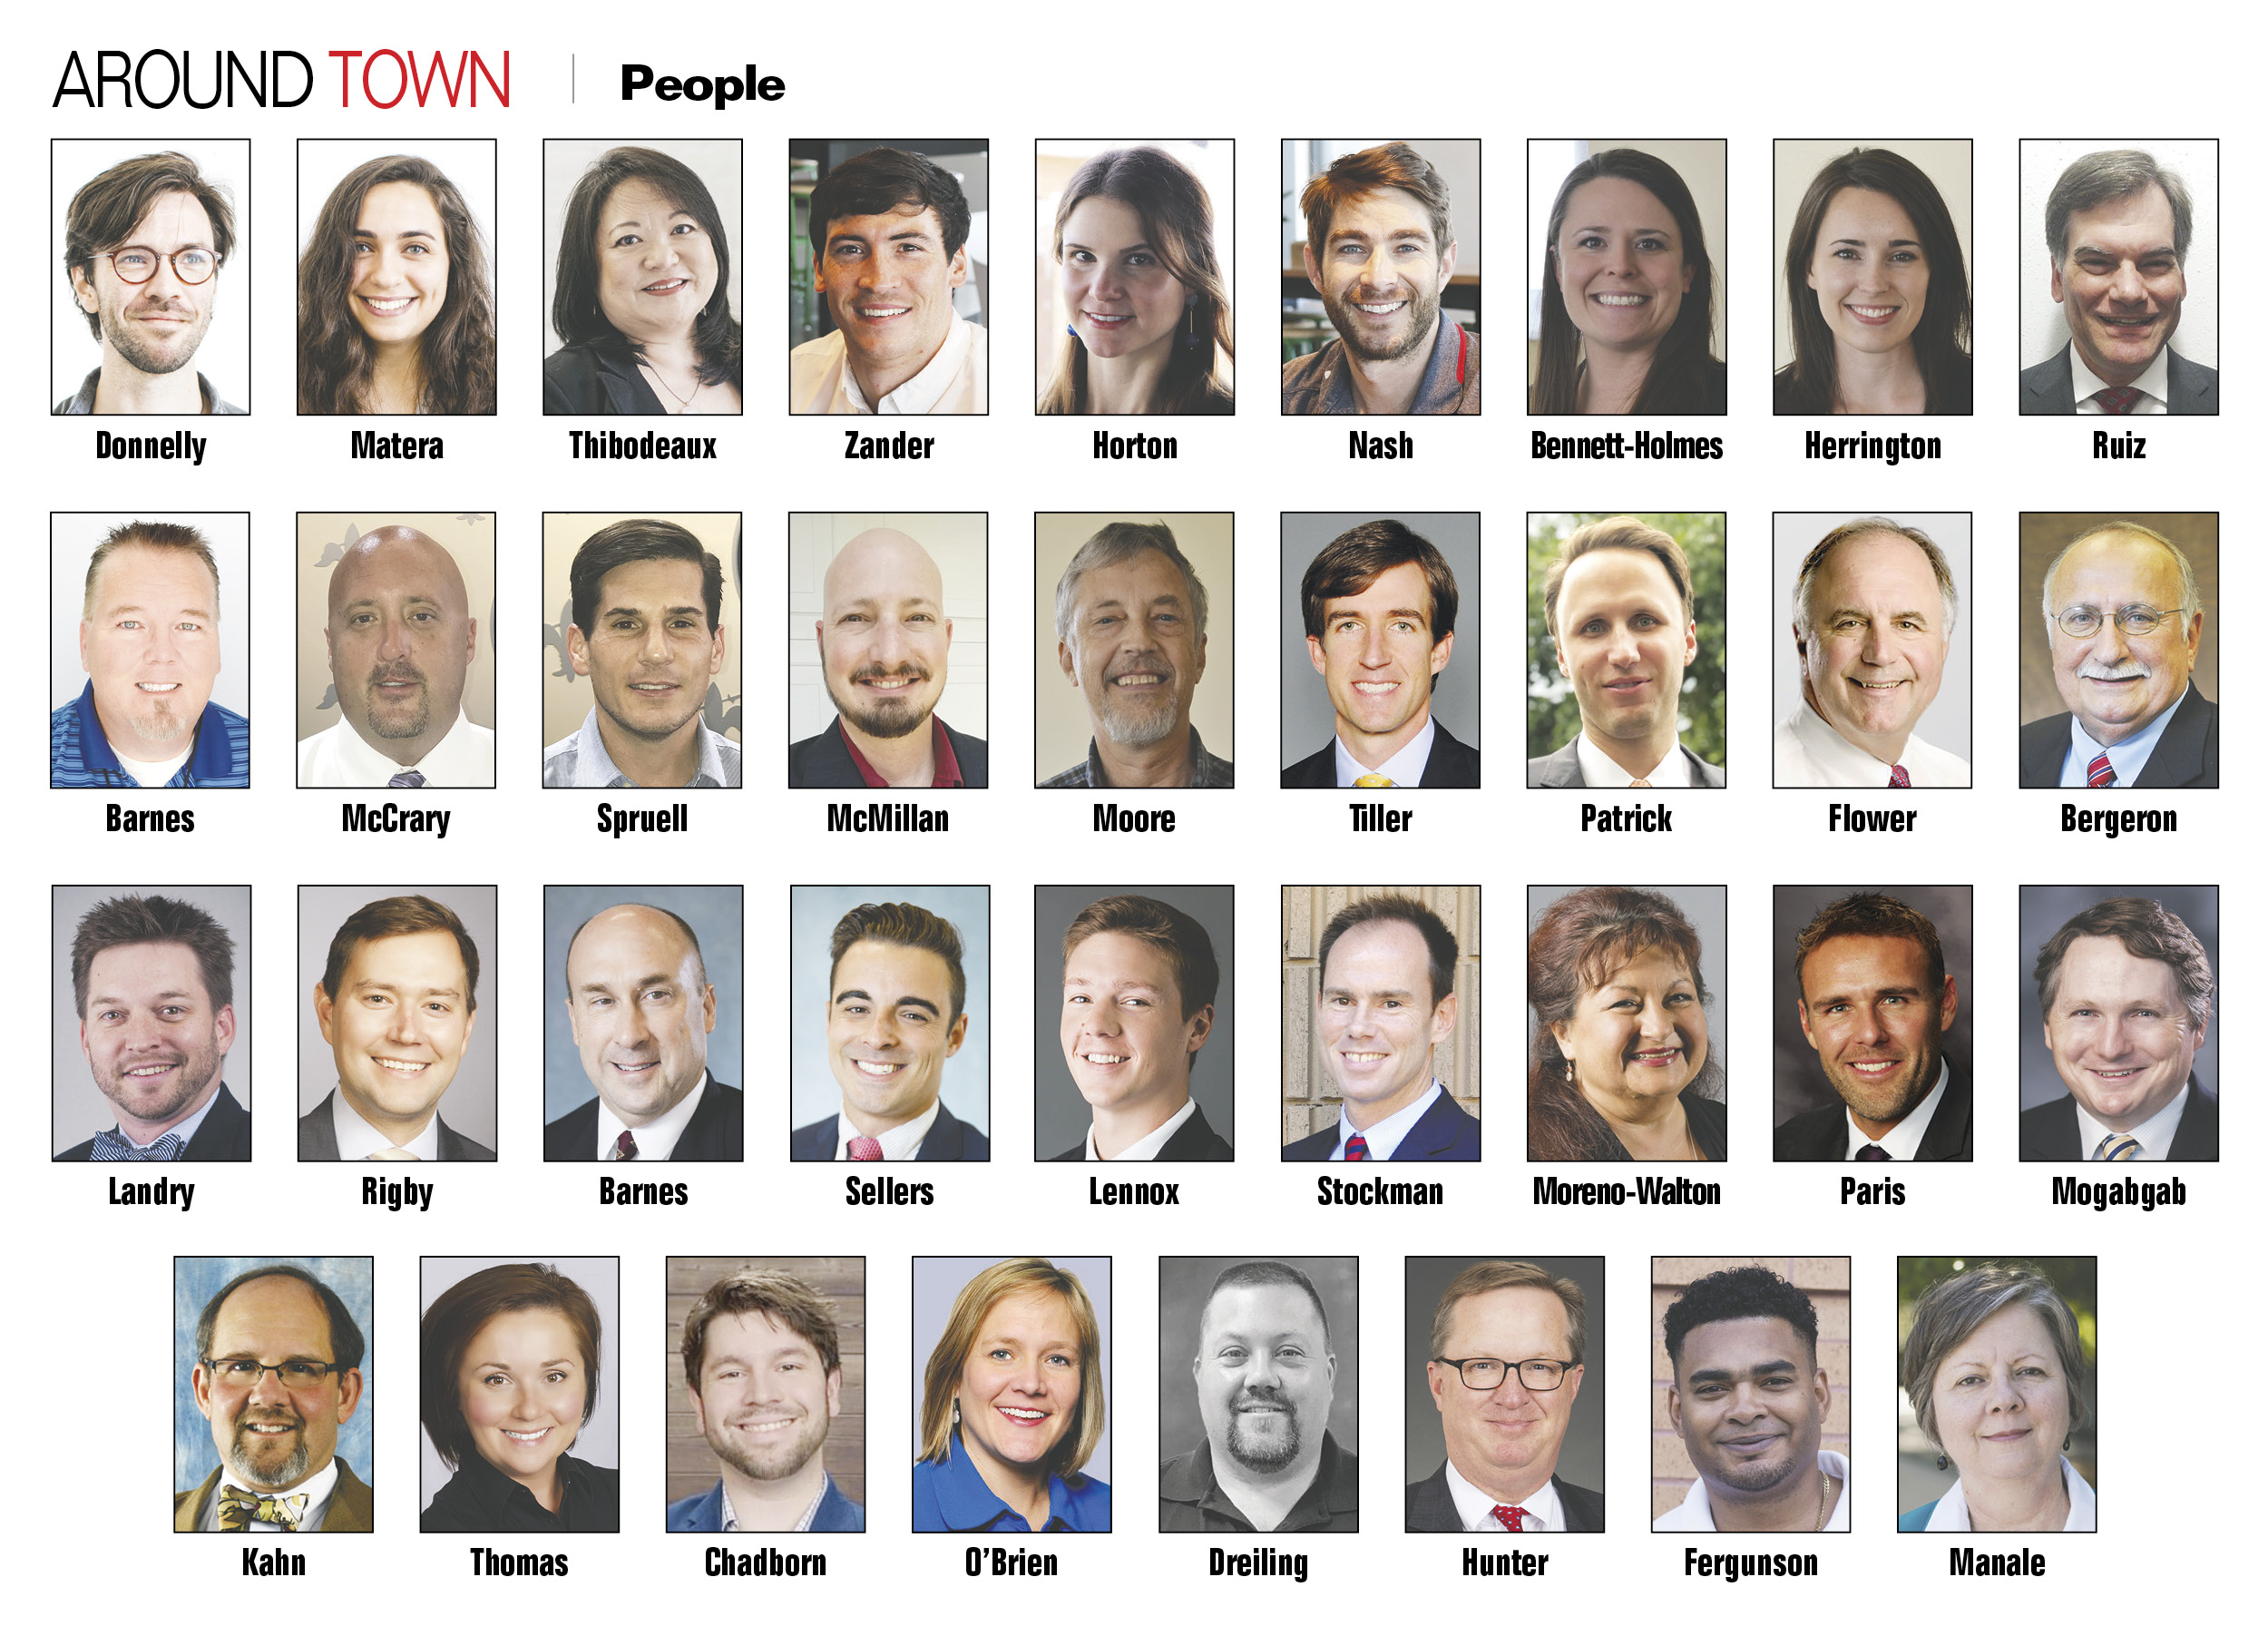 AROUND TOWN | People
Donnelly Matera Thibodeaux Zander Horton Nash Bennett-Holmes Herrington Ruiz
Barnes McCrary Spruell McMillan Moore Tiller Patrick Flower Bergeron
Landry Rigby Barnes Sellers Lennox Stockman Moreno-Walton Paris Mogabgab
Kahn Thomas Chadborn O’Brien Dreiling Hunter Fergunson Manale